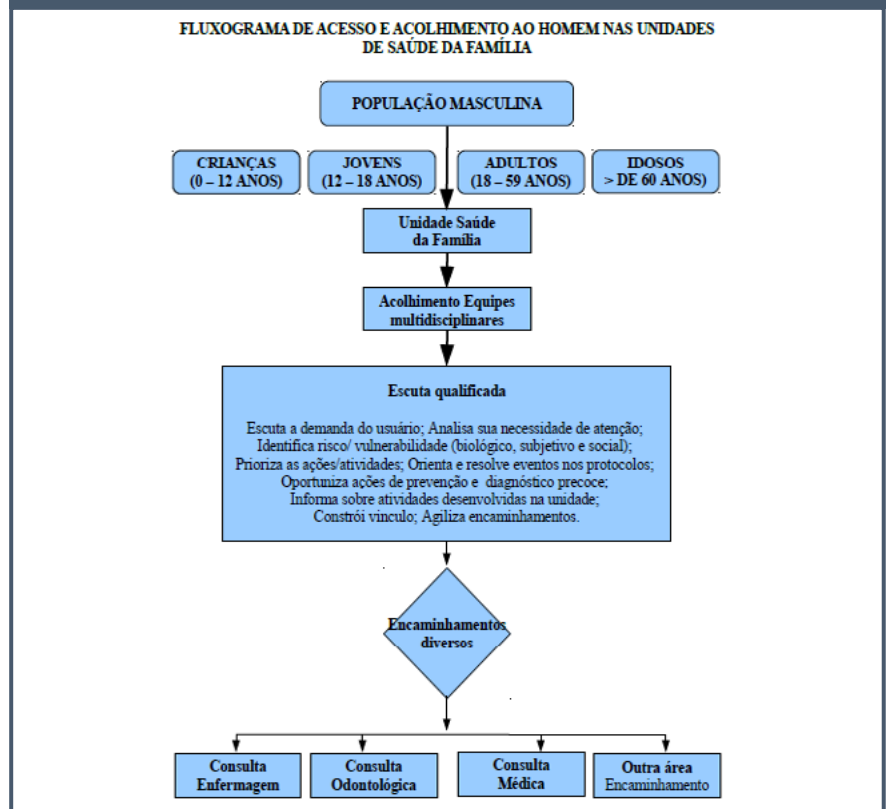 FLUXOGRAMA DE ACESSO E ACOLHIMENTO AO HOMEM NAS UNIDADES
DE SAÚDE DA FAMÍLIA
POPULAÇÃO MASCULINA
CRIANÇAS
(0 – 12 ANOS)
JOVENS
(12 – 18 ANOS)
ADULTOS
(18 – 59 ANOS)
IDOSOS
> DE 60 ANOS)
Unidade Saúde
da Família
Acolhimento Equipes
multidisciplinares
Escuta qualificada
Escuta a demanda do usuário; Analisa sua necessidade de atenção;
Identifica risco/ vulnerabilidade (biológico, subjetivo e social);
Prioriza as ações/atividades; Orienta e resolve eventos nos protocolos;
Oportuniza ações de prevenção e diagnóstico precoce;
Informa sobre atividades desenvolvidas na unidade;
Constrói vinculo; Agiliza encaminhamentos.
Encaminhamentos
diversos
Consulta
Enfermagem
Consulta
Odontológica
Consulta
Médica
Outra área
Encaminhamento